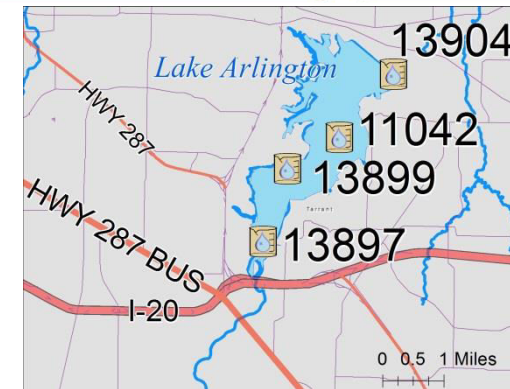 13904
Lake Arlington
HWY 287
11042
13899
Tarrant
HWY 287 BUS
13897
I-20
0 0.5 1 Miles